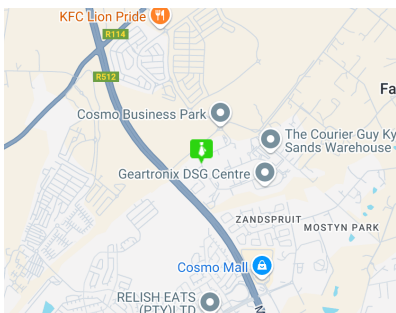 KFC Lion Pride
R114
R512
Fa
Cosmo Business Park
The Courier Guy Ky
Sands Warehouse
Geartronix DSG Centre
ZANDSPRUIT
MOSTYN PARK
Cosmo Mall
RELISH EATS
(PTY)LTD
N